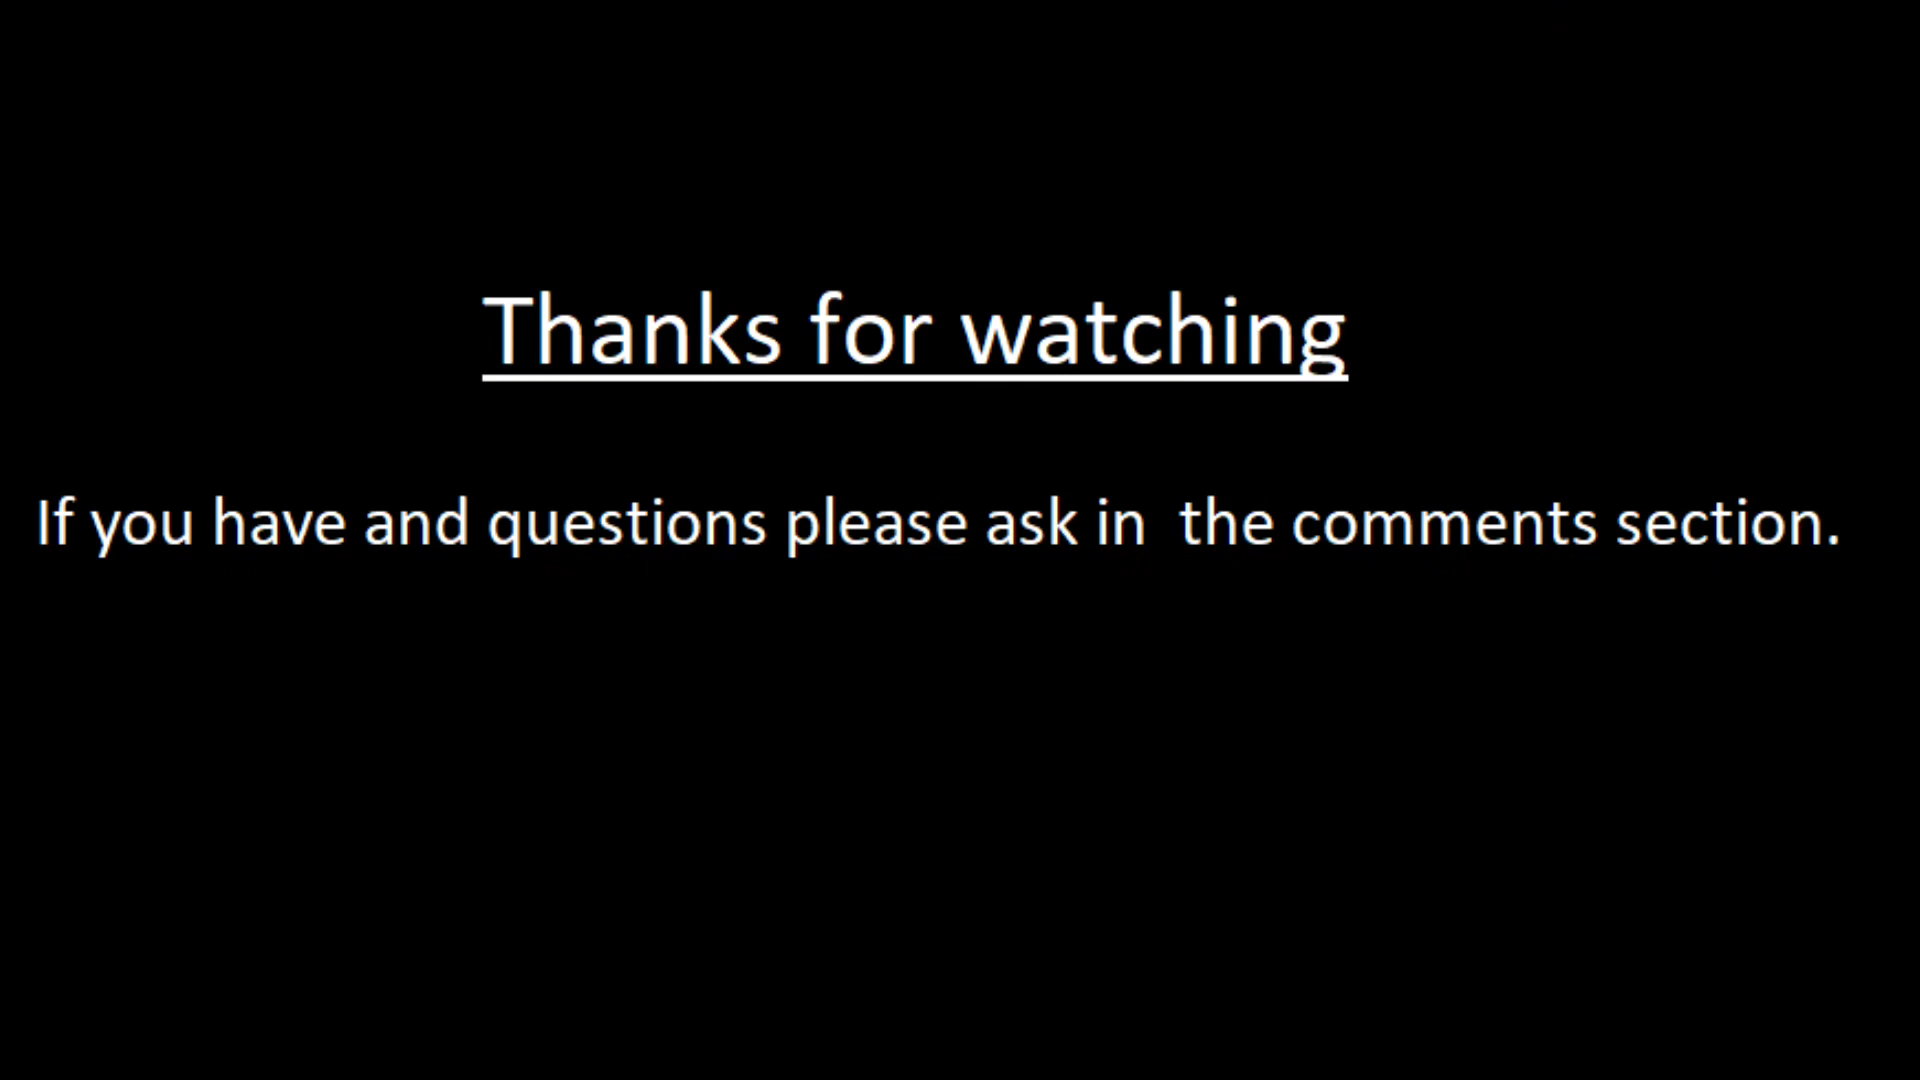 Thanks for watching
If you have and questions please ask in  the comments section.